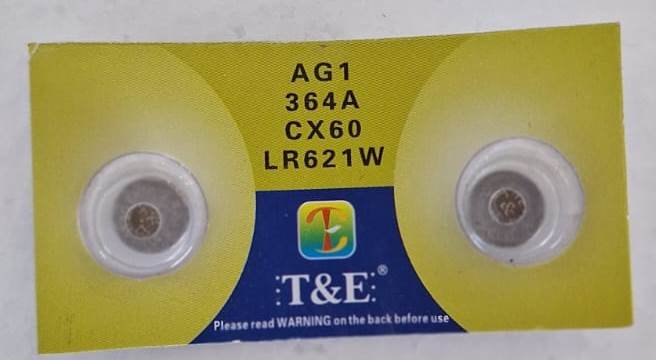 AG1
364A
CX60
LR621W
T&E®
Please read WARNING on the back before use